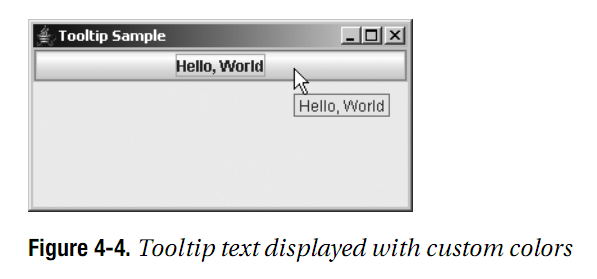 Tooltip Sample
Hello, World
Hello, World
Figure 4-4. Tooltip text displayed with custom colors